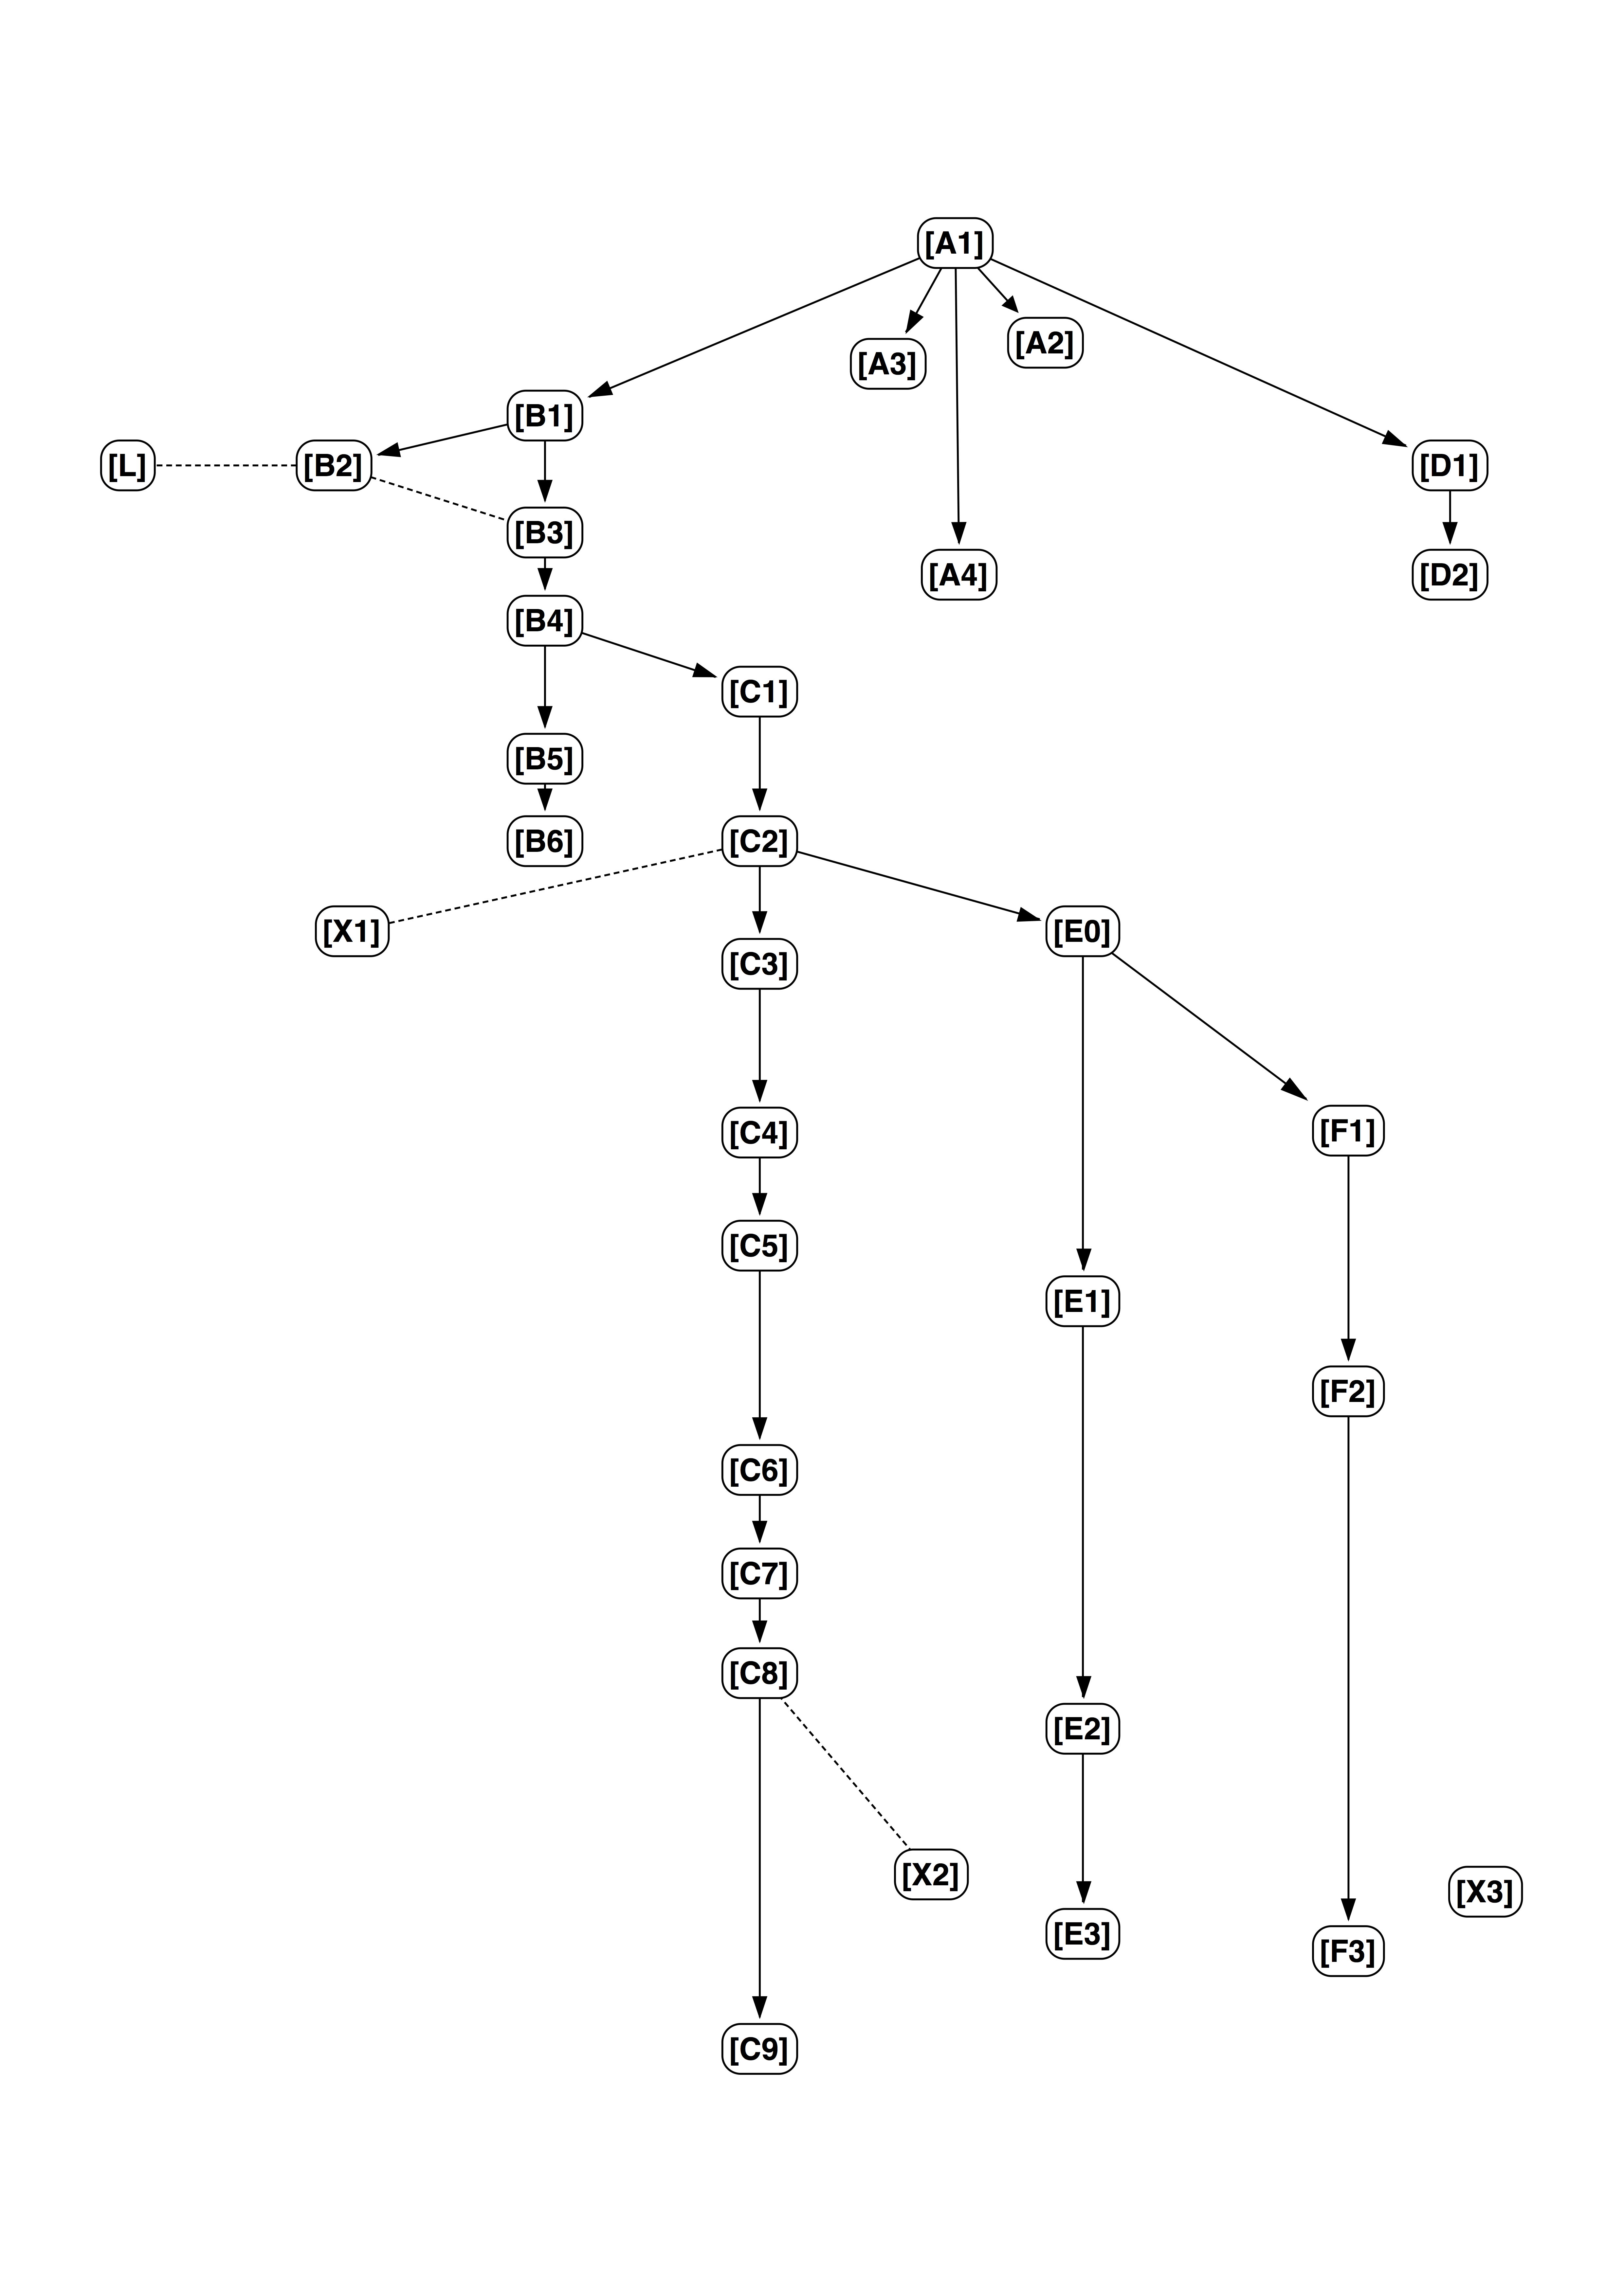 [A1]
[A2]
[A3]
[B1]
[L]
[B2]
[D1]
[B3]
[A4]
[D2]
[B4]
[C1]
[B5]
[B6]
[C2]
[X1]
[E0]
[C3]
[C4]
[F1]
[C5]
[E1]
[F2]
[C6]
[C7]
[C8]
[E2]
[X2]
[X3]
[E3]
[F3]
[C9]